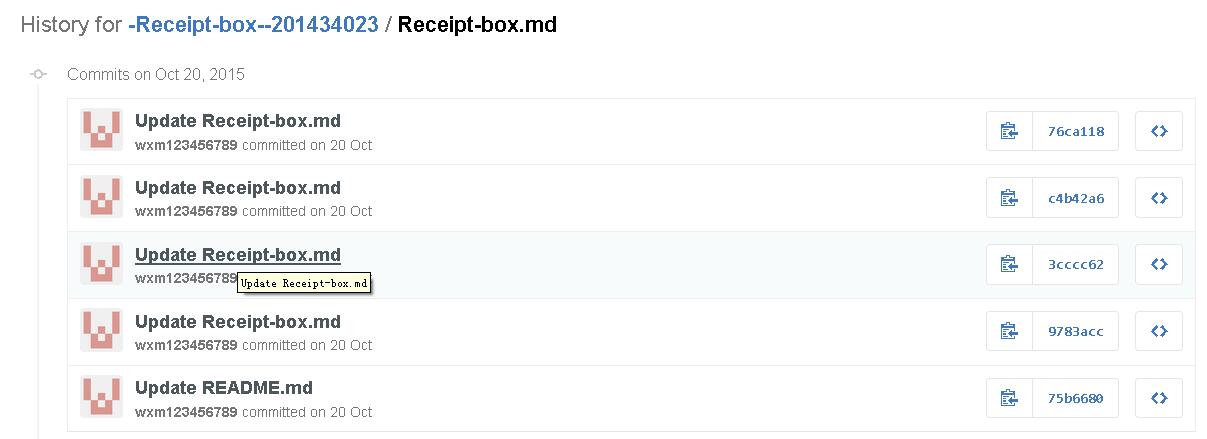 History for -Receipt-box--201434023 / Receipt-box.md
Commits on Oct 20, 2015
Update Receipt-box.md
wxm123456789 committed on 20 Oct
76ca118
Update Receipt-box.md
wxm123456789 committed on 20 Oct
c4b42a6
Update Receipt-box.md
wxm123456789
Update Receipt-box.md
3cccc62
Update Receipt-box.md
wxm123456789 committed on 20 Oct
9783acc
Update README.md
wxm123456789 committed on 20 Oct
75b6680